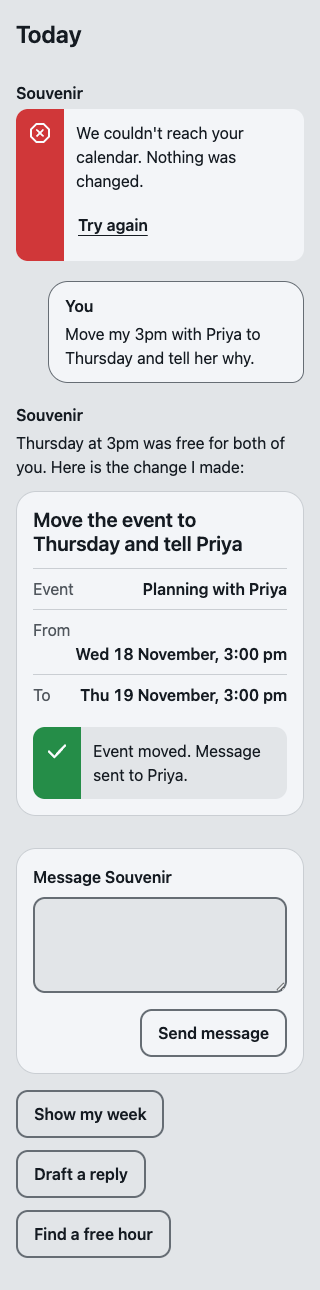 Today
Souvenir
We couldn't reach your
calendar. Nothing was
changed.
Try again
You
Move my 3pm with Priya to
Thursday and tell her why.
Souvenir
Thursday at 3pm was free for both of
you. Here is the change I made:
Move the event to
Thursday and tell Priya
Event Planning with Priya
From
Wed 18 November, 3:00 pm
To Thu 19 November, 3:00 pm
Event moved. Message
sent to Priya.
Message Souvenir
Send message
Show my week
Draft a reply
Find a free hour